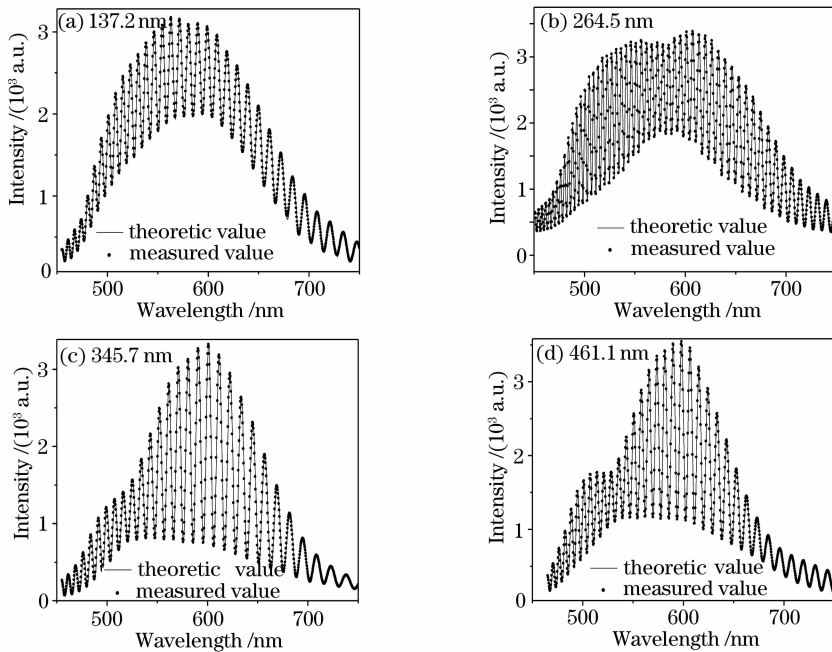 (a) 137.2 nm
Intensity /(10³ a.u.)
3
2
1
0
theoretic value
measured value
500
600
700
Wavelength /nm
(b) 264.5 nm
Intensity /(10³ a.u.)
3
2
1
0
theoretic value
measured value
500
600
700
Wavelength /nm
(c) 345.7 nm
Intensity /(10³ a.u.)
3
2
1
0
theoretic value
measured value
500
600
700
Wavelength /nm
(d) 461.1 nm
Intensity /(10³ a.u.)
3
2
1
0
theoretic value
measured value
500
600
700
Wavelength /nm